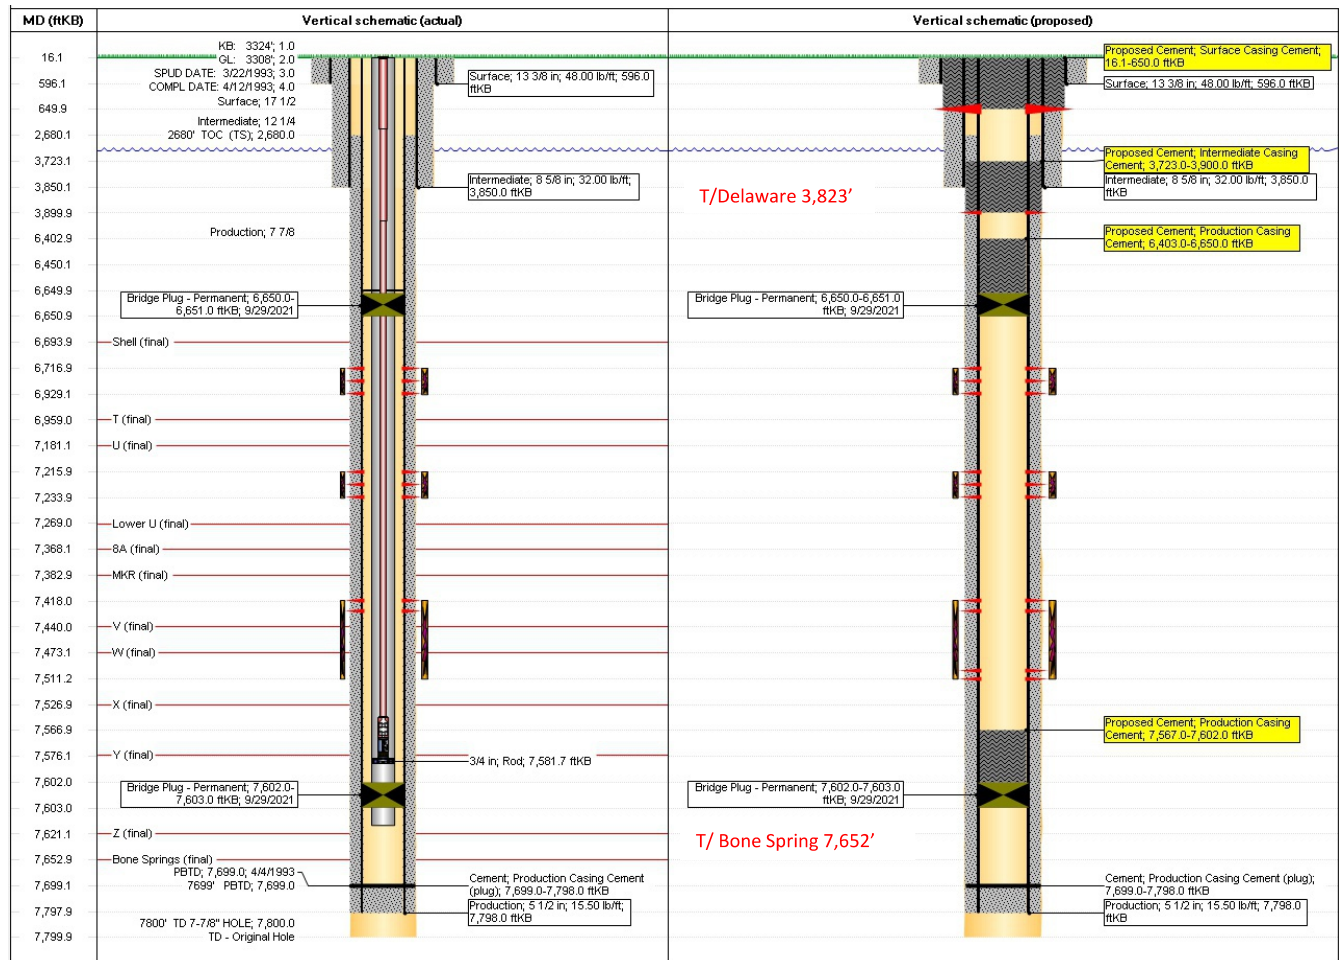 MD (ftKB)
Vertical schematic (actual)
Vertical schematic (proposed)
16.1
596.1
649.9
2,680.1
3,723.1
3,850.1
3,899.9
6,402.9
6,450.1
6,649.9
6,650.9
6,693.9
6,716.9
6,929.1
6,959.0
7,181.1
7,215.9
7,233.9
7,269.0
7,368.1
7,382.9
7,418.0
7,440.0
7,473.1
7,511.2
7,526.9
7,566.9
7,576.1
7,602.0
7,603.0
7,621.1
7,652.9
7,699.1
7,797.9
7,799.9
KB: 3324'; 1.0
GL: 3308'; 2.0
SPUD DATE: 3/22/1993; 3.0
COMPL DATE: 4/12/1993; 4.0
Surface; 17 1/2
Intermediate; 12 1/4
2680' TOC (TS); 2,680.0
Surface; 13 3/8 in; 48.00 lb/ft; 596.0
ftKB
Intermediate; 8 5/8 in; 32.00 lb/ft;
3,850.0 ftKB
Production; 7 7/8
Bridge Plug - Permanent; 6,650.0-
6,651.0 ftKB; 9/29/2021
Shell (final)
T (final)
U (final)
Lower U (final)
8A (final)
MKR (final)
V (final)
W (final)
X (final)
Y (final)
3/4 in; Rod; 7,581.7 ftKB
Bridge Plug - Permanent; 7,602.0-
7,603.0 ftKB; 9/29/2021
Z (final)
Bone Springs (final)
PBTD; 7,699.0; 4/4/1993
7699' PBTD; 7,699.0
Cement; Production Casing Cement
(plug); 7,699.0-7,798.0 ftKB
Production; 5 1/2 in; 15.50 lb/ft;
7,798.0 ftKB
7800' TD 7-7/8" HOLE; 7,800.0
TD - Original Hole
Proposed Cement; Surface Casing Cement;
16.1-650.0 ftKB
Surface; 13 3/8 in; 48.00 lb/ft; 596.0 ftKB
Proposed Cement; Intermediate Casing
Cement; 3,723.0-3,900.0 ftKB
Intermediate; 8 5/8 in; 32.00 lb/ft; 3,850.0
ftKB
T/Delaware 3,823’
Proposed Cement; Production Casing
Cement; 6,403.0-6,650.0 ftKB
Bridge Plug - Permanent; 6,650.0-6,651.0
ftKB; 9/29/2021
Proposed Cement; Production Casing
Cement; 7,567.0-7,602.0 ftKB
Bridge Plug - Permanent; 7,602.0-7,603.0
ftKB; 9/29/2021
T/ Bone Spring 7,652’
Cement; Production Casing Cement (plug);
7,699.0-7,798.0 ftKB
Production; 5 1/2 in; 15.50 lb/ft; 7,798.0
ftKB